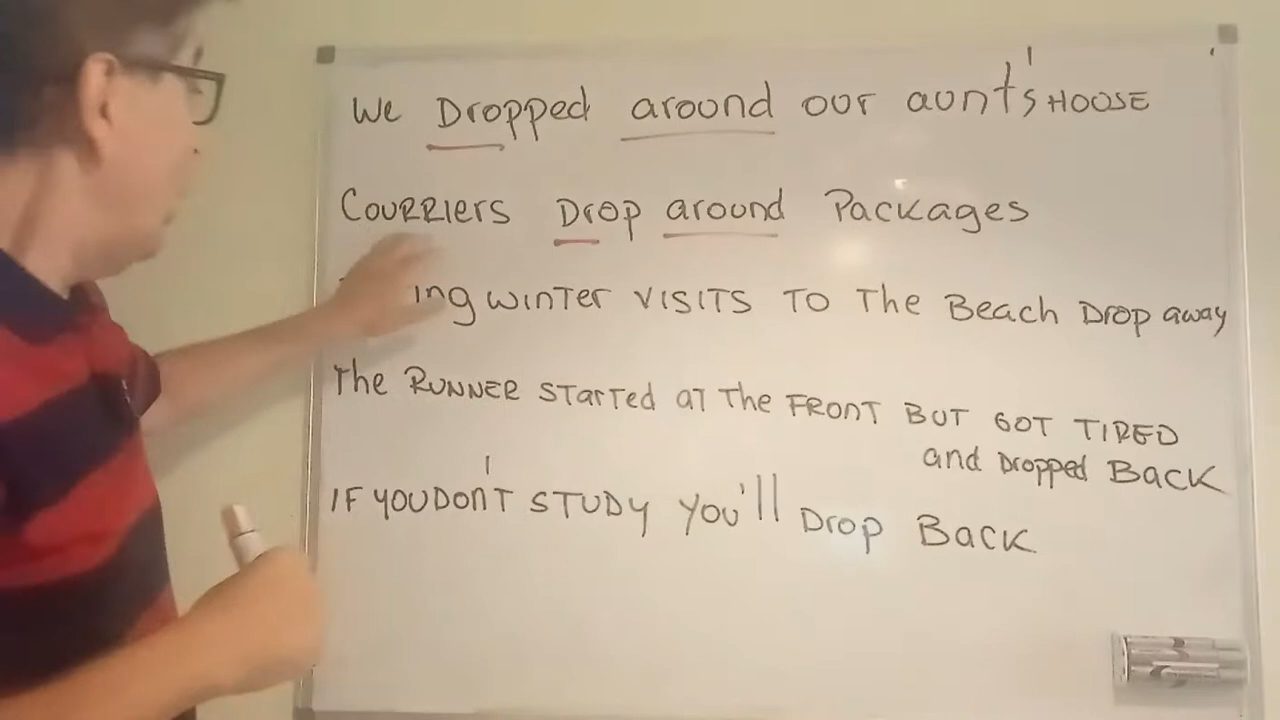 We Dropped around our aunt's HOOSE
COURRIers Drop around Packages
ing winTer VISITS TO The Beach Drop away
The RUNNER STarTed aT The FRONT BUT GOT TIRED
and Dropped BacK
IF YOU Don'T STUDY YOU'll Drop BacK